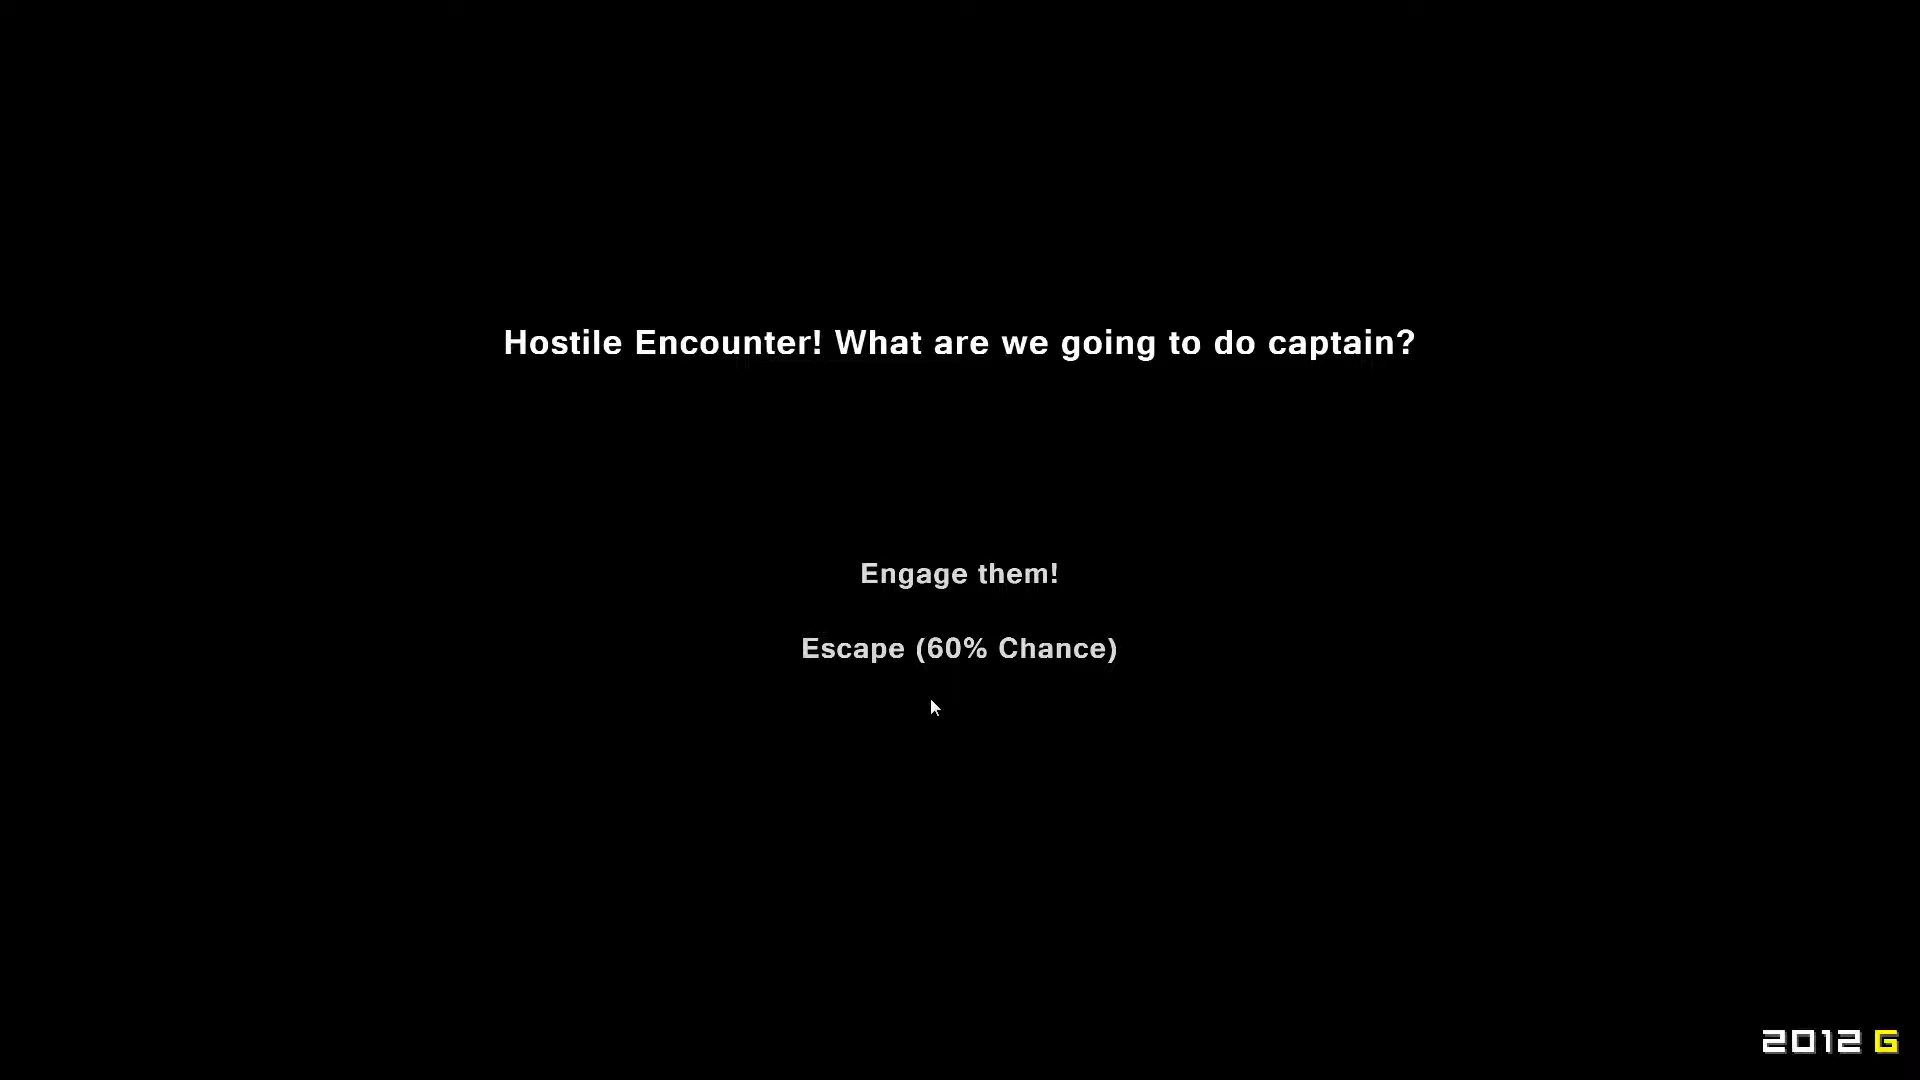 Hostile Encounter! What are we going to do captain?
Engage them!
Escape (60% Chance)
2012 G